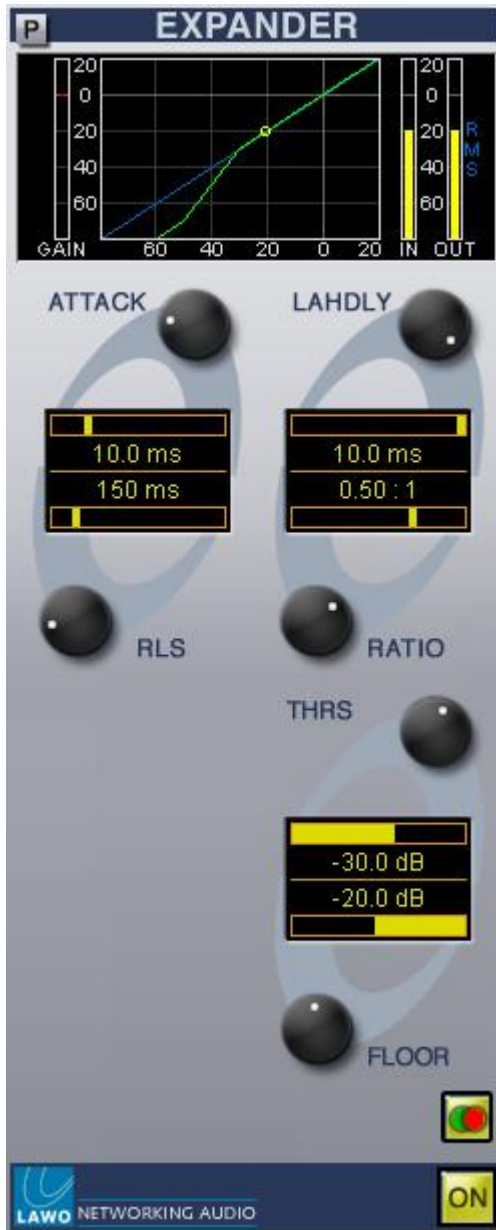 P EXPANDER
20 20
0 0
20 20 R
40 40 M
60 60 S
GAIN 60 40 20 0 20 IN OUT
ATTACK LAHDLY
10.0 ms 10.0 ms
150 ms 0.50 : 1
RLS RATIO
THRS
-30.0 dB
-20.0 dB
FLOOR
LAWO NETWORKING AUDIO ON